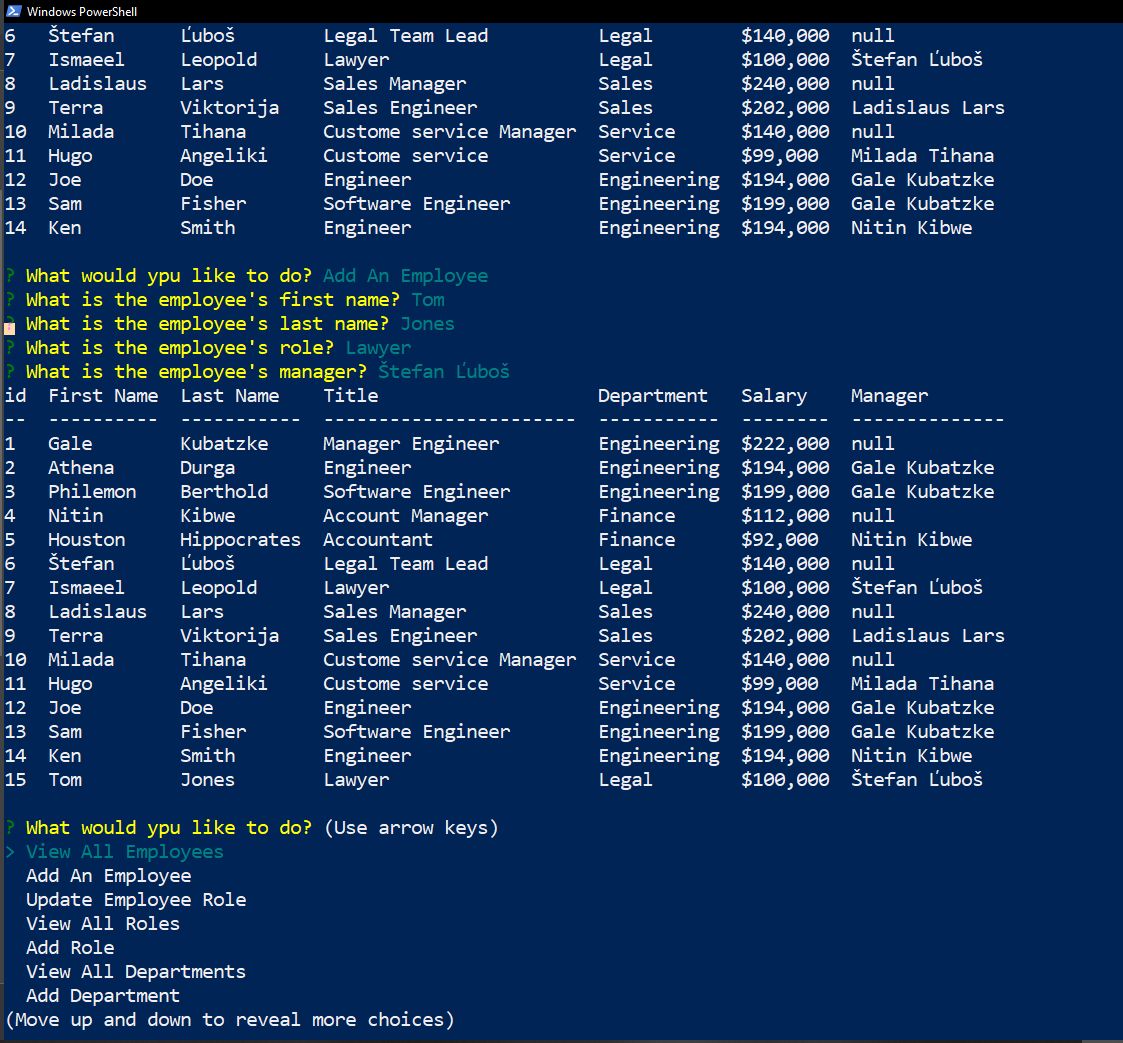 Windows PowerShell
6   Štefan      Ľuboš        Legal Team Lead          Legal        $140,000  null
7   Ismaeel     Leopold      Lawyer                   Legal        $100,000  Štefan Ľuboš
8   Ladislaus   Lars         Sales Manager            Sales        $240,000  null
9   Terra       Viktorija    Sales Engineer           Sales        $202,000  Ladislaus Lars
10  Milada      Tihana       Custome service Manager  Service      $140,000  null
11  Hugo        Angeliki     Custome service          Service      $99,000   Milada Tihana
12  Joe         Doe          Engineer                 Engineering  $194,000  Gale Kubatzke
13  Sam         Fisher       Software Engineer        Engineering  $199,000  Gale Kubatzke
14  Ken         Smith        Engineer                 Engineering  $194,000  Nitin Kibwe
? What would ypu like to do? Add An Employee
? What is the employee's first name? Tom
? What is the employee's last name? Jones
? What is the employee's role? Lawyer
? What is the employee's manager? Štefan Ľuboš
id  First Name  Last Name    Title                    Department   Salary    Manager
--  ----------  -----------  -----------------------  -----------  --------  --------------
1   Gale        Kubatzke     Manager Engineer         Engineering  $222,000  null
2   Athena      Durga        Engineer                 Engineering  $194,000  Gale Kubatzke
3   Philemon    Berthold     Software Engineer        Engineering  $199,000  Gale Kubatzke
4   Nitin       Kibwe        Account Manager          Finance      $112,000  null
5   Houston     Hippocrates  Accountant               Finance      $92,000   Nitin Kibwe
6   Štefan      Ľuboš        Legal Team Lead          Legal        $140,000  null
7   Ismaeel     Leopold      Lawyer                   Legal        $100,000  Štefan Ľuboš
8   Ladislaus   Lars         Sales Manager            Sales        $240,000  null
9   Terra       Viktorija    Sales Engineer           Sales        $202,000  Ladislaus Lars
10  Milada      Tihana       Custome service Manager  Service      $140,000  null
11  Hugo        Angeliki     Custome service          Service      $99,000   Milada Tihana
12  Joe         Doe          Engineer                 Engineering  $194,000  Gale Kubatzke
13  Sam         Fisher       Software Engineer        Engineering  $199,000  Gale Kubatzke
14  Ken         Smith        Engineer                 Engineering  $194,000  Nitin Kibwe
15  Tom         Jones        Lawyer                   Legal        $100,000  Štefan Ľuboš
? What would ypu like to do? (Use arrow keys)
> View All Employees
Add An Employee
Update Employee Role
View All Roles
Add Role
View All Departments
Add Department
(Move up and down to reveal more choices)